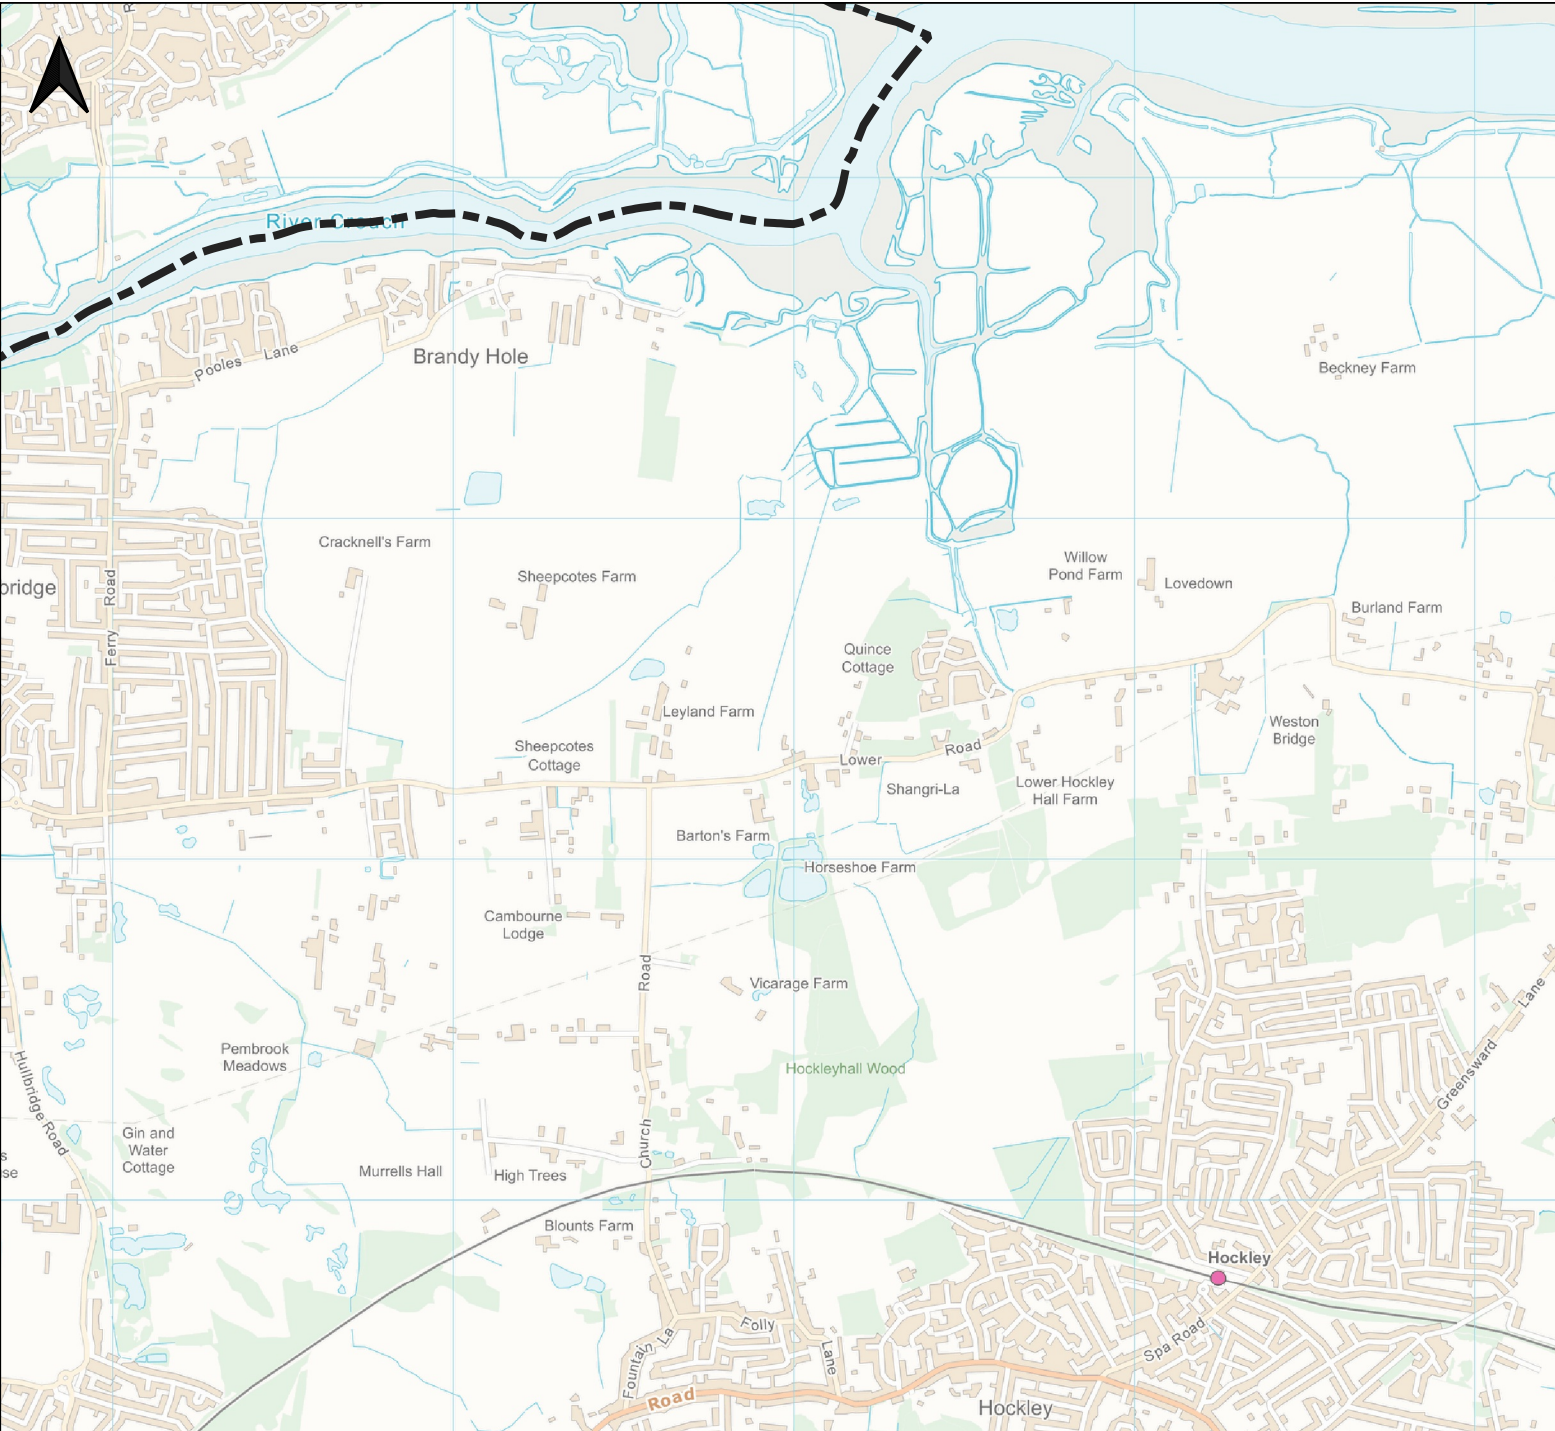 R
River Crouch
Pooles Lane
Brandy Hole
Beckney Farm
Cracknell's Farm
Sheepcotes Farm
Willow
Pond Farm
Lovedown
bridge
Ferry Road
Burland Farm
Quince
Cottage
Leyland Farm
Sheepcotes
Cottage
Lower Road
Weston
Bridge
Shangri-La
Lower Hockley
Hall Farm
Barton's Farm
Horseshoe Farm
Cambourne
Lodge
Church Road
Vicarage Farm
Greensward Lane
Pembrook
Meadows
Hockleyhall Wood
Hullbridge Road
Gin and
Water
Cottage
s
se
Murrells Hall
High Trees
Blounts Farm
Hockley
Folly Lane
Fountain La
Spa Road
Road
Hockley